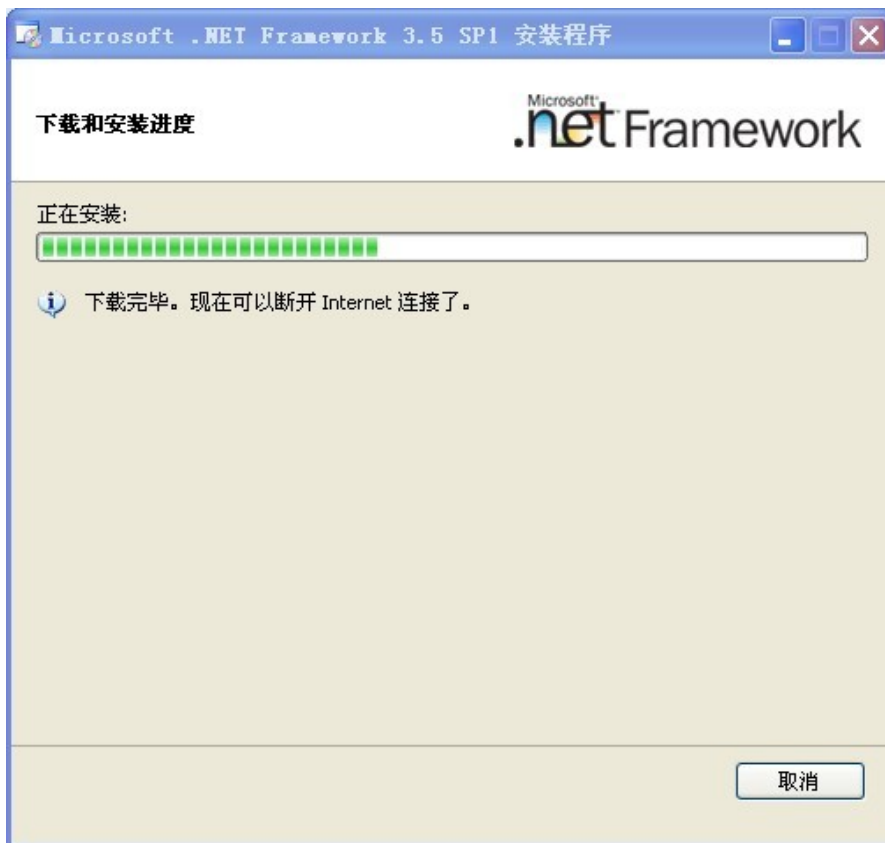 Microsoft .NET Framework 3.5 SP1 安装程序
下载和安装进度
Microsoft
.net Framework
正在安装:
下载完毕。现在可以断开 Internet 连接了。
取消